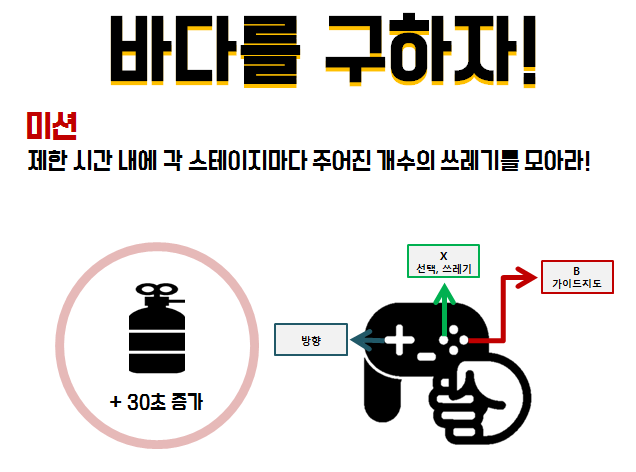 바다를 구하자!
미션
제한 시간 내에 각 스테이지마다 주어진 개수의 쓰레기를 모아라!
X
선택, 쓰레기
B
가이드지도
방향
+ 30초 증가